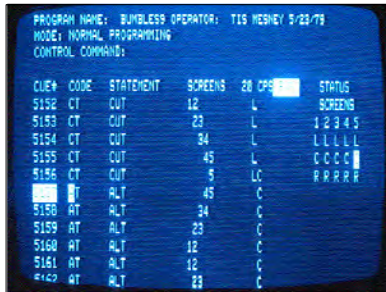 PROGRAM NAME: BUMBLES9 OPERATOR: TIS MESNEY 5/23/79
MODE: NORMAL PROGRAMMING
CONTROL COMMAND:
CUE# CODE STATEMENT SCREENS 20 CPS STATUS
5152 CT CUT 12 L SCREENS
5153 CT CUT 23 L 1 2 3 4 5
5154 CT CUT 34 L L L L L L
5155 CT CUT 45 L C C C C
5156 CT CUT 5 LC R R R R R
T ALT 45 C
5158 AT ALT 34 C
5159 AT ALT 23 C
5160 AT ALT 12 C
5161 AT ALT 12 C
5162 AT ALT 23 C